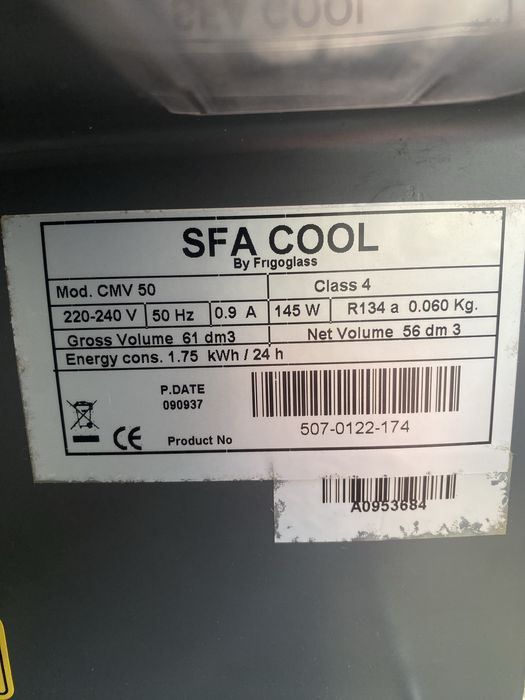 SFA COOL
SFA COOL
By Frigoglass
Mod. CMV 50 Class 4
220-240 V 50 Hz 0.9 A 145 W R134 a 0.060 Kg.
Gross Volume 61 dm3 Net Volume 56 dm 3
Energy cons. 1.75 kWh / 24 h
P.DATE
090937
CE Product No 507-0122-174
A0953684